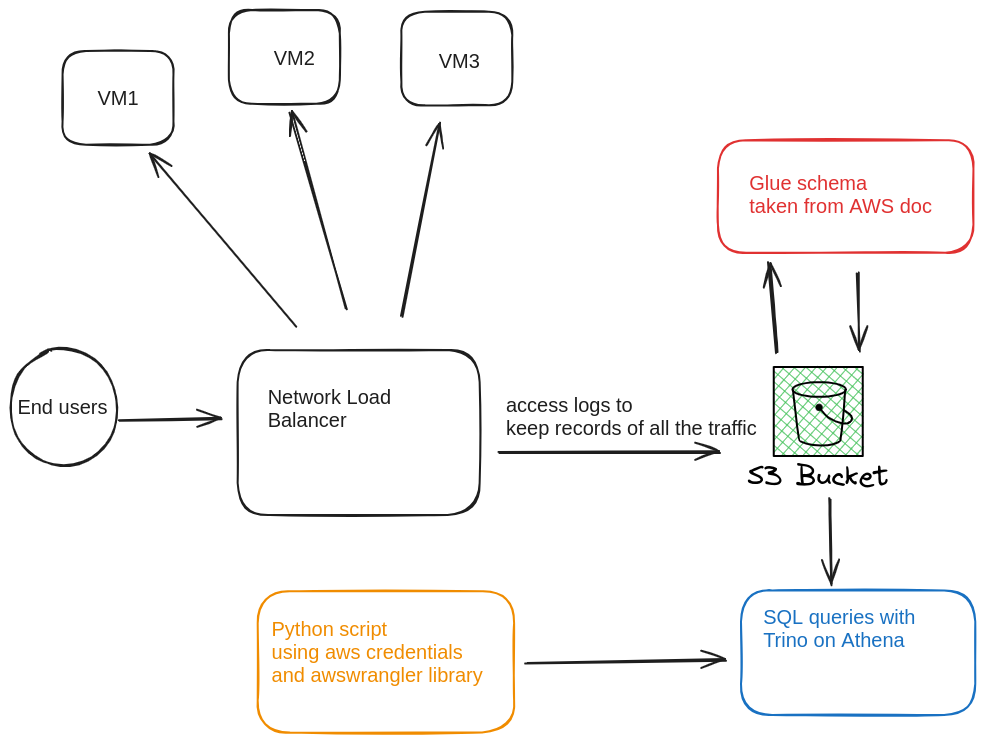 VM1
VM2
VM3
Glue schema
taken from AWS doc
End users
Network Load
Balancer
access logs to
keep records of all the traffic
S3 Bucket
Python script
using aws credentials
and awswrangler library
SQL queries with
Trino on Athena